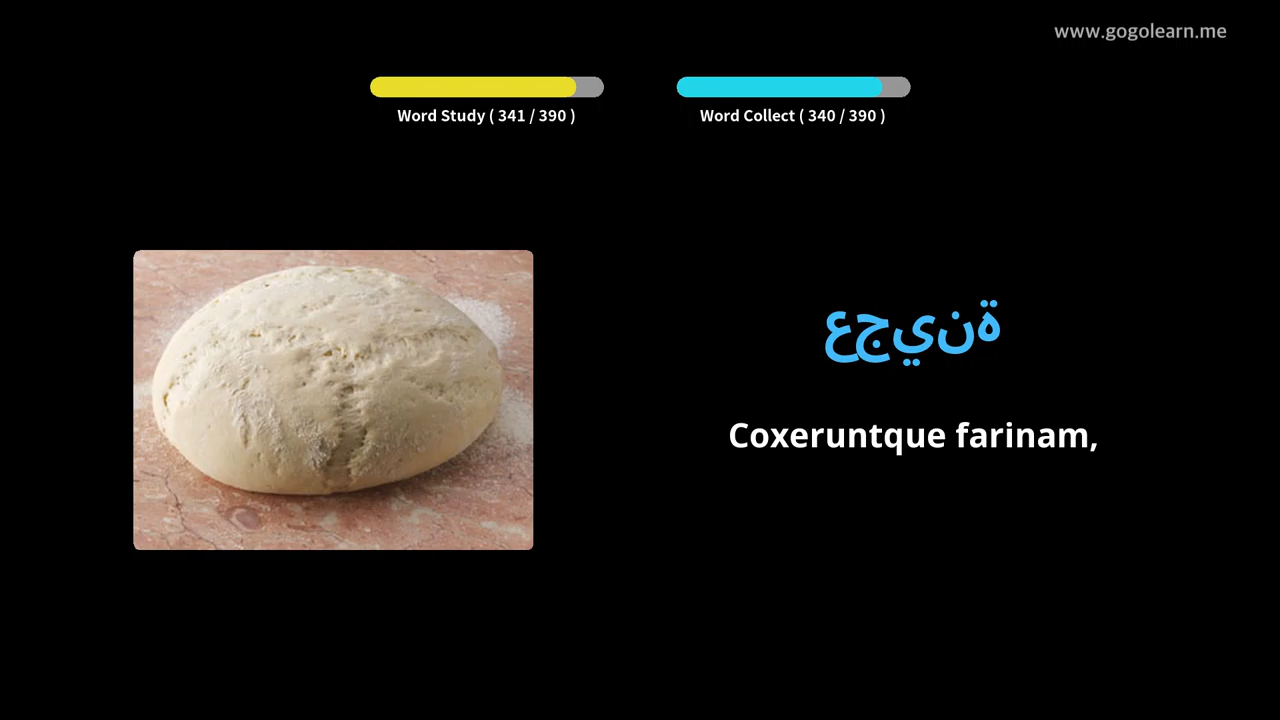 www.gogolearn.me
Word Study ( 341 / 390 )
Word Collect ( 340 / 390 )
عجينة
Coxeruntque farinam,